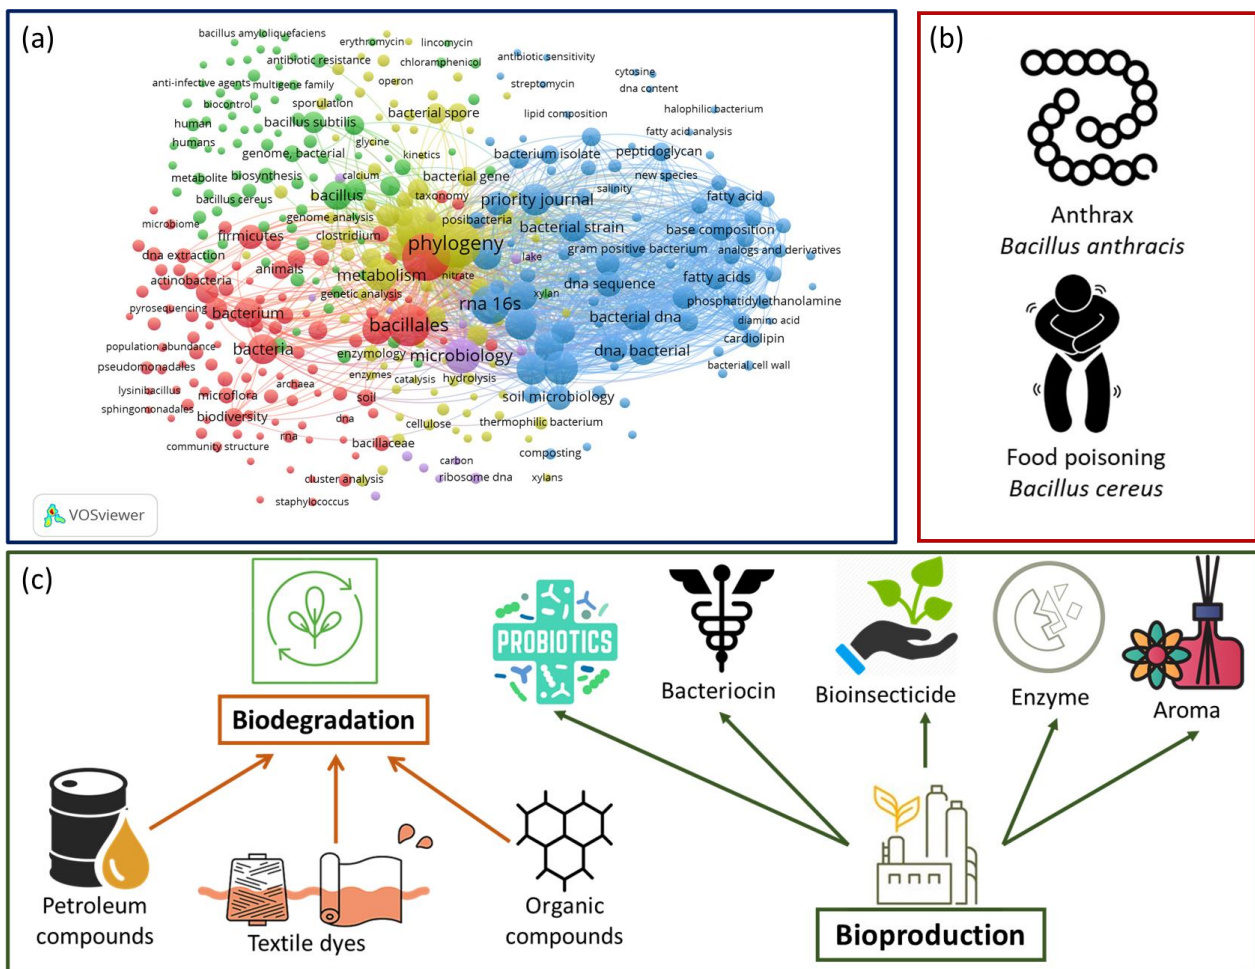 (a)
bacillus amyloliquefaciens
erythromycin
lincomycin
antibiotic resistance
chloramphenicol
antibiotic sensitivity
anti-infective agents
multigene family
operon
streptomycin
cytosine
dna content
biocontrol
sporulation
bacterial spore
lipid composition
halophilic bacterium
human
bacillus subtilis
fatty acid analysis
humans
genome, bacterial
glycine
kinetics
bacterium isolate
peptidoglycan
metabolite
biosynthesis
calcium
bacterial gene
new species
bacillus cereus
bacillus
taxonomy
priority journal
salinity
fatty acid
microbiome
genome analysis
posibacteria
bacterial strain
base composition
firmicutes
clostridium
phylogeny
gram positive bacterium
analogs and derivatives
dna extraction
animals
metabolism
nitrate
lake
dna sequence
fatty acids
actinobacteria
genetic analysis
rna 16s
xylan
phosphatidylethanolamine
pyrosequencing
bacterium
bacillales
bacterial dna
diamino acid
population abundance
bacteria
enzymology
microbiology
dna, bacterial
cardiolipin
pseudomonadales
enzymes
catalysis
hydrolysis
bacterial cell wall
lysinibacillus
microflora
archaea
soil
soil microbiology
sphingomonadales
biodiversity
dna
cellulose
thermophilic bacterium
community structure
rna
bacillaceae
composting
carbon
cluster analysis
ribosome dna
xylans
staphylococcus
VOSviewer
(b)
Anthrax
Bacillus anthracis
Food poisoning
Bacillus cereus
(c)
PROBIOTICS
Bacteriocin
Bioinsecticide
Enzyme
Aroma
Biodegradation
Petroleum
compounds
Textile dyes
Organic
compounds
Bioproduction